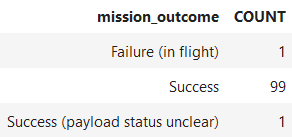 mission_outcome COUNT
Failure (in flight) 1
Success 99
Success (payload status unclear) 1